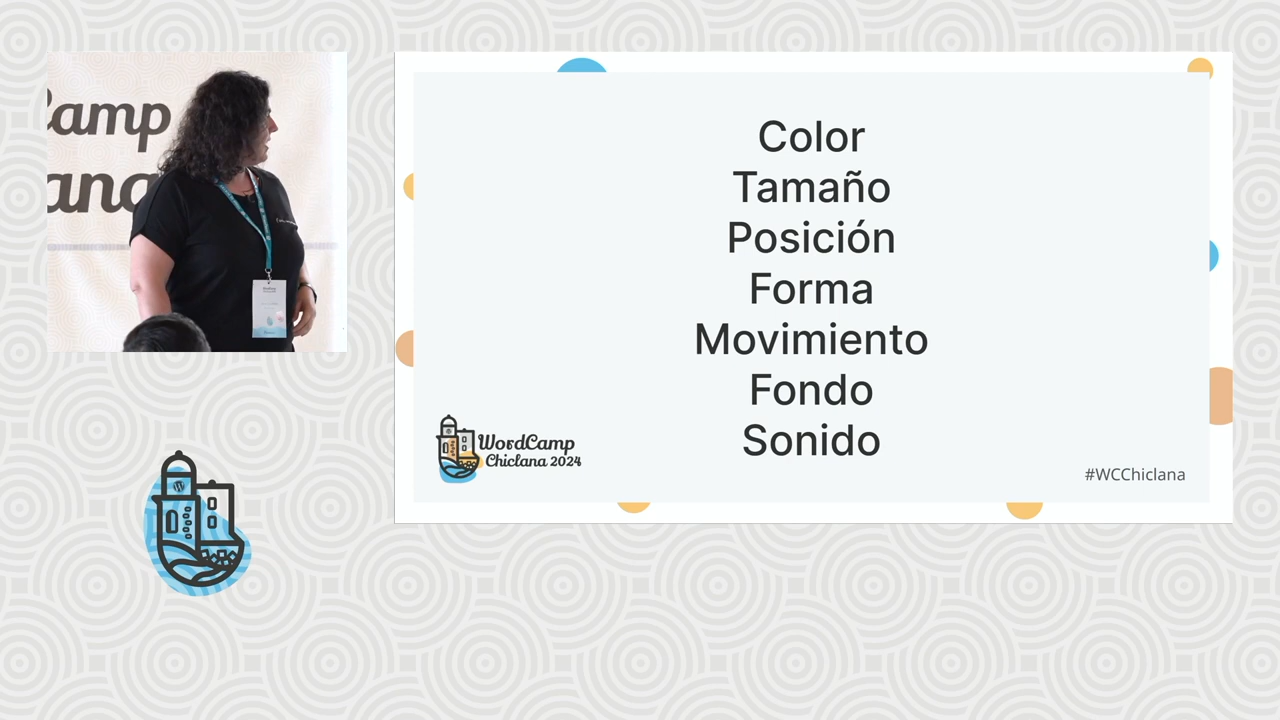 Camp
ana
Color
Tamaño
Posición
Forma
Movimiento
Fondo
Sonido
WordCamp
Chiclana 2024
#WCChiclana